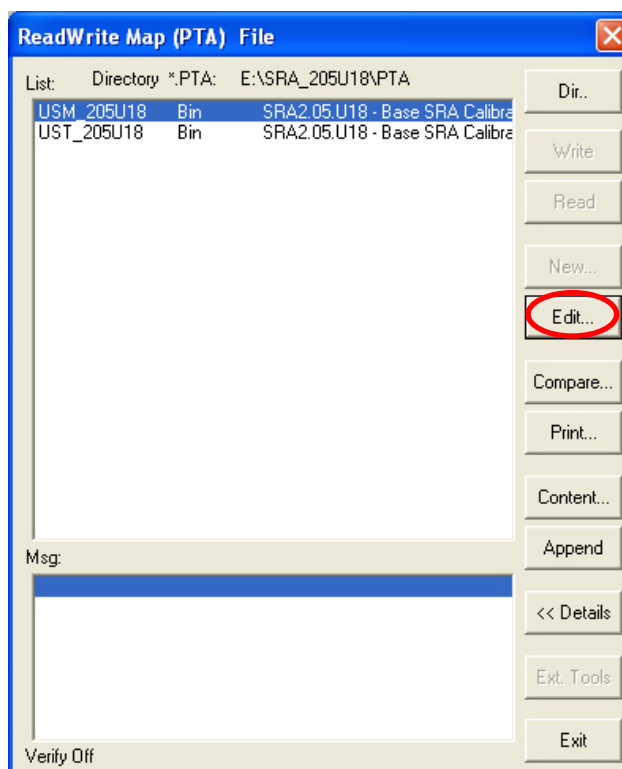 ReadWrite Map (PTA) File
List: Directory *.PTA: E:\SRA_205U18\PTA
USM_205U18 Bin SRA2.05.U18 - Base SRA Calibra
UST_205U18 Bin SRA2.05.U18 - Base SRA Calibra
Msg:
Verify Off
Dir..
Write
Read
New...
Edit...
Compare...
Print...
Content...
Append
<< Details
Ext. Tools
Exit